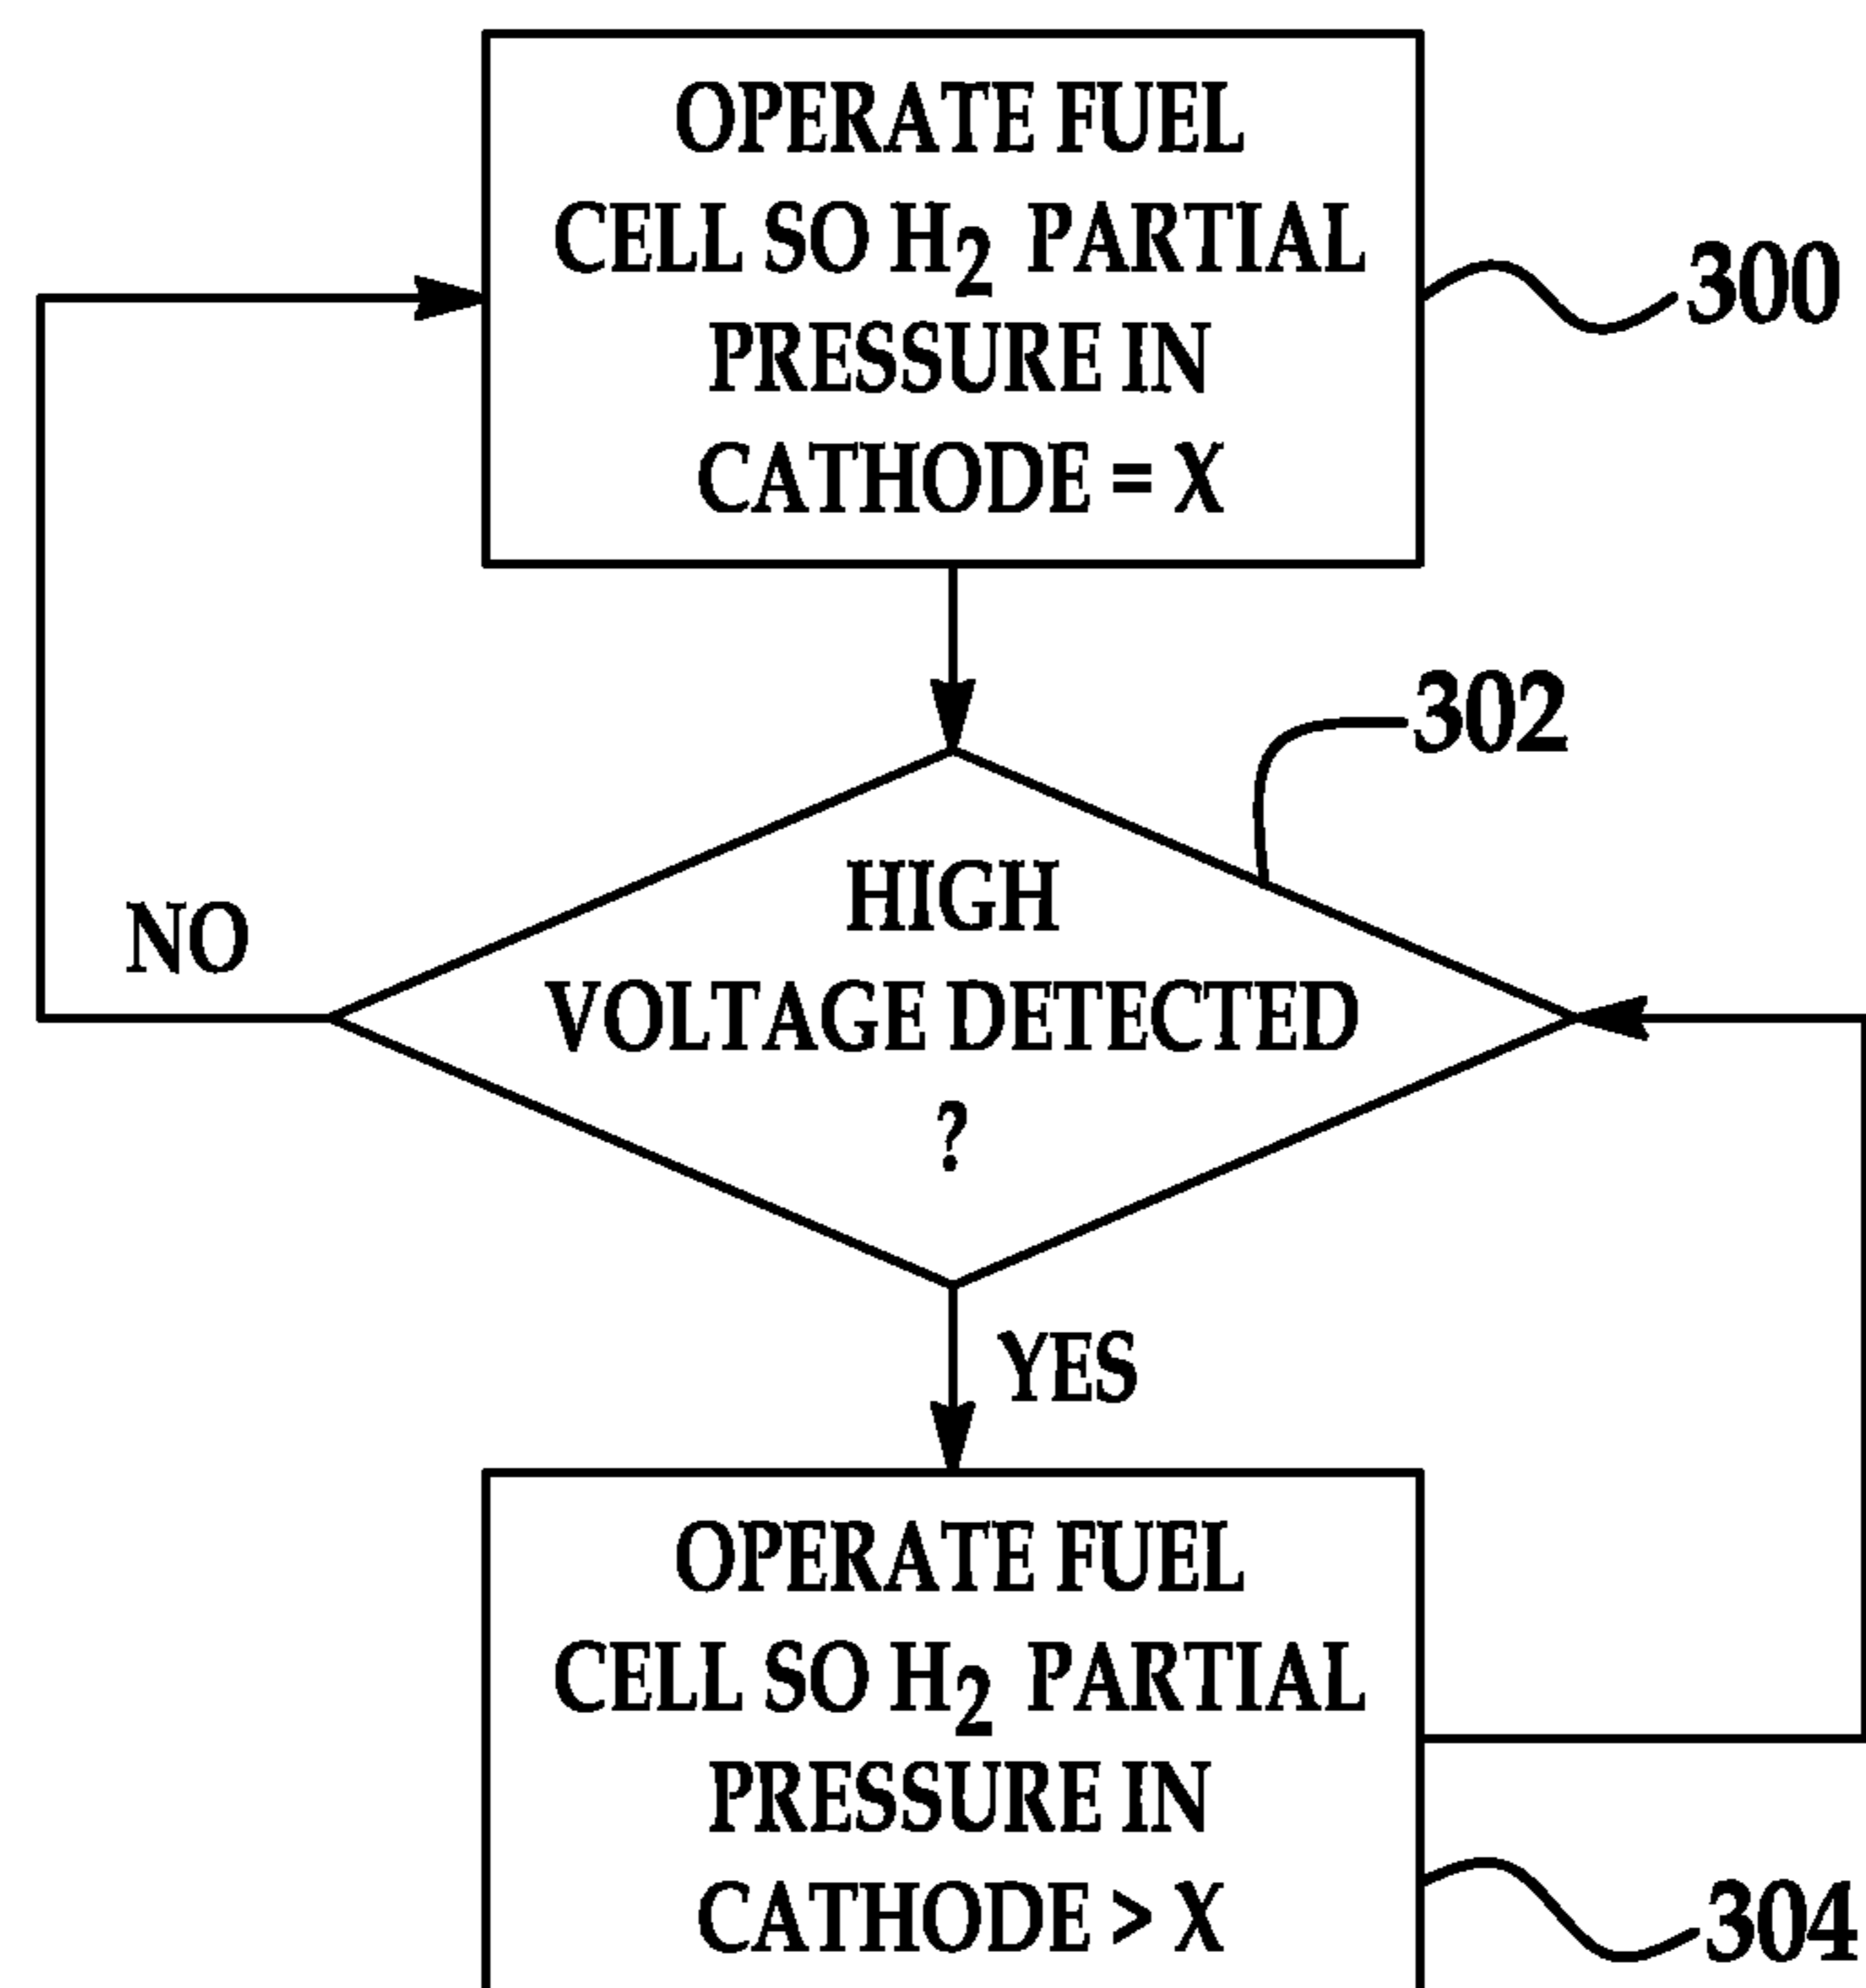 OPERATE FUEL
CELL SO H₂ PARTIAL
PRESSURE IN
CATHODE = X
300
302
HIGH
VOLTAGE DETECTED
?
NO
YES
OPERATE FUEL
CELL SO H₂ PARTIAL
PRESSURE IN
CATHODE > X
304